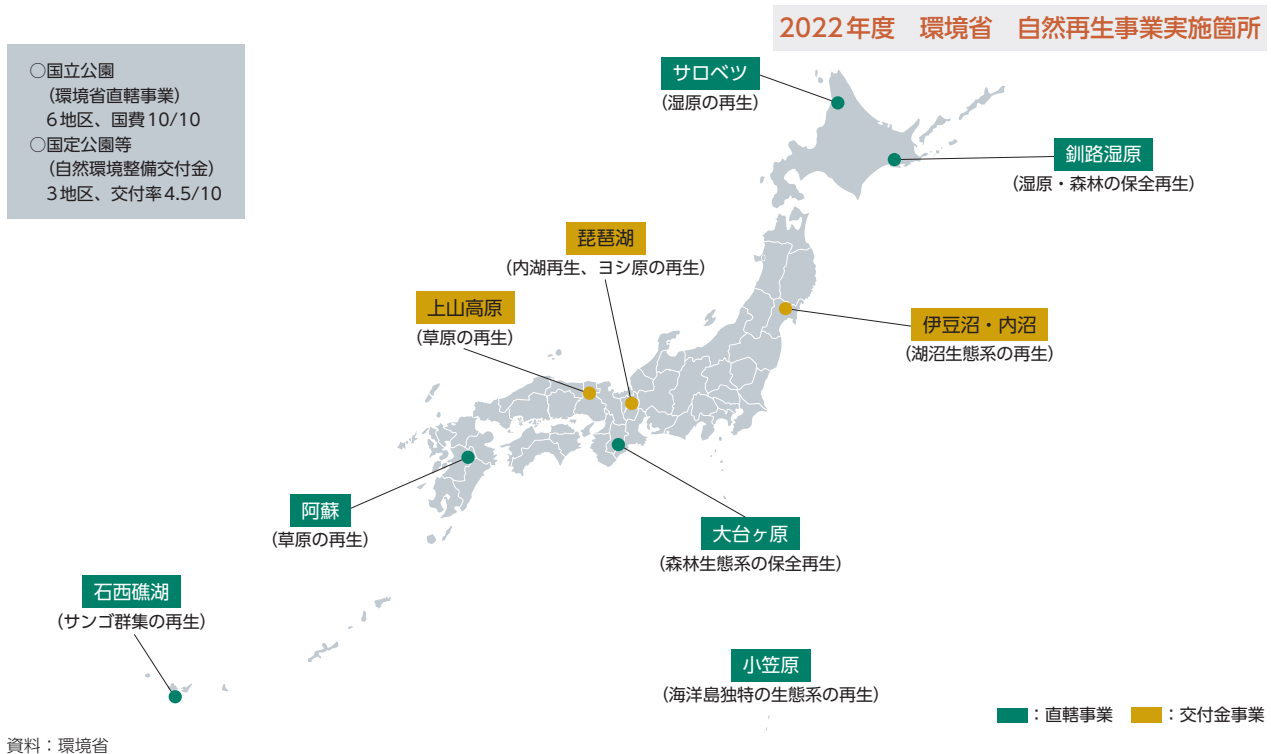 2022年度　環境省　自然再生事業実施箇所
○国立公園
(環境省直轄事業)
6地区、国費10/10
○国定公園等
(自然環境整備交付金)
3地区、交付率4.5/10
サロベツ
(湿原の再生)
釧路湿原
(湿原・森林の保全再生)
琵琶湖
(内湖再生、ヨシ原の再生)
上山高原
(草原の再生)
伊豆沼・内沼
(湖沼生態系の再生)
阿蘇
(草原の再生)
大台ヶ原
(森林生態系の保全再生)
石西礁湖
(サンゴ群集の再生)
小笠原
(海洋島独特の生態系の再生)
：直轄事業　：交付金事業
資料：環境省